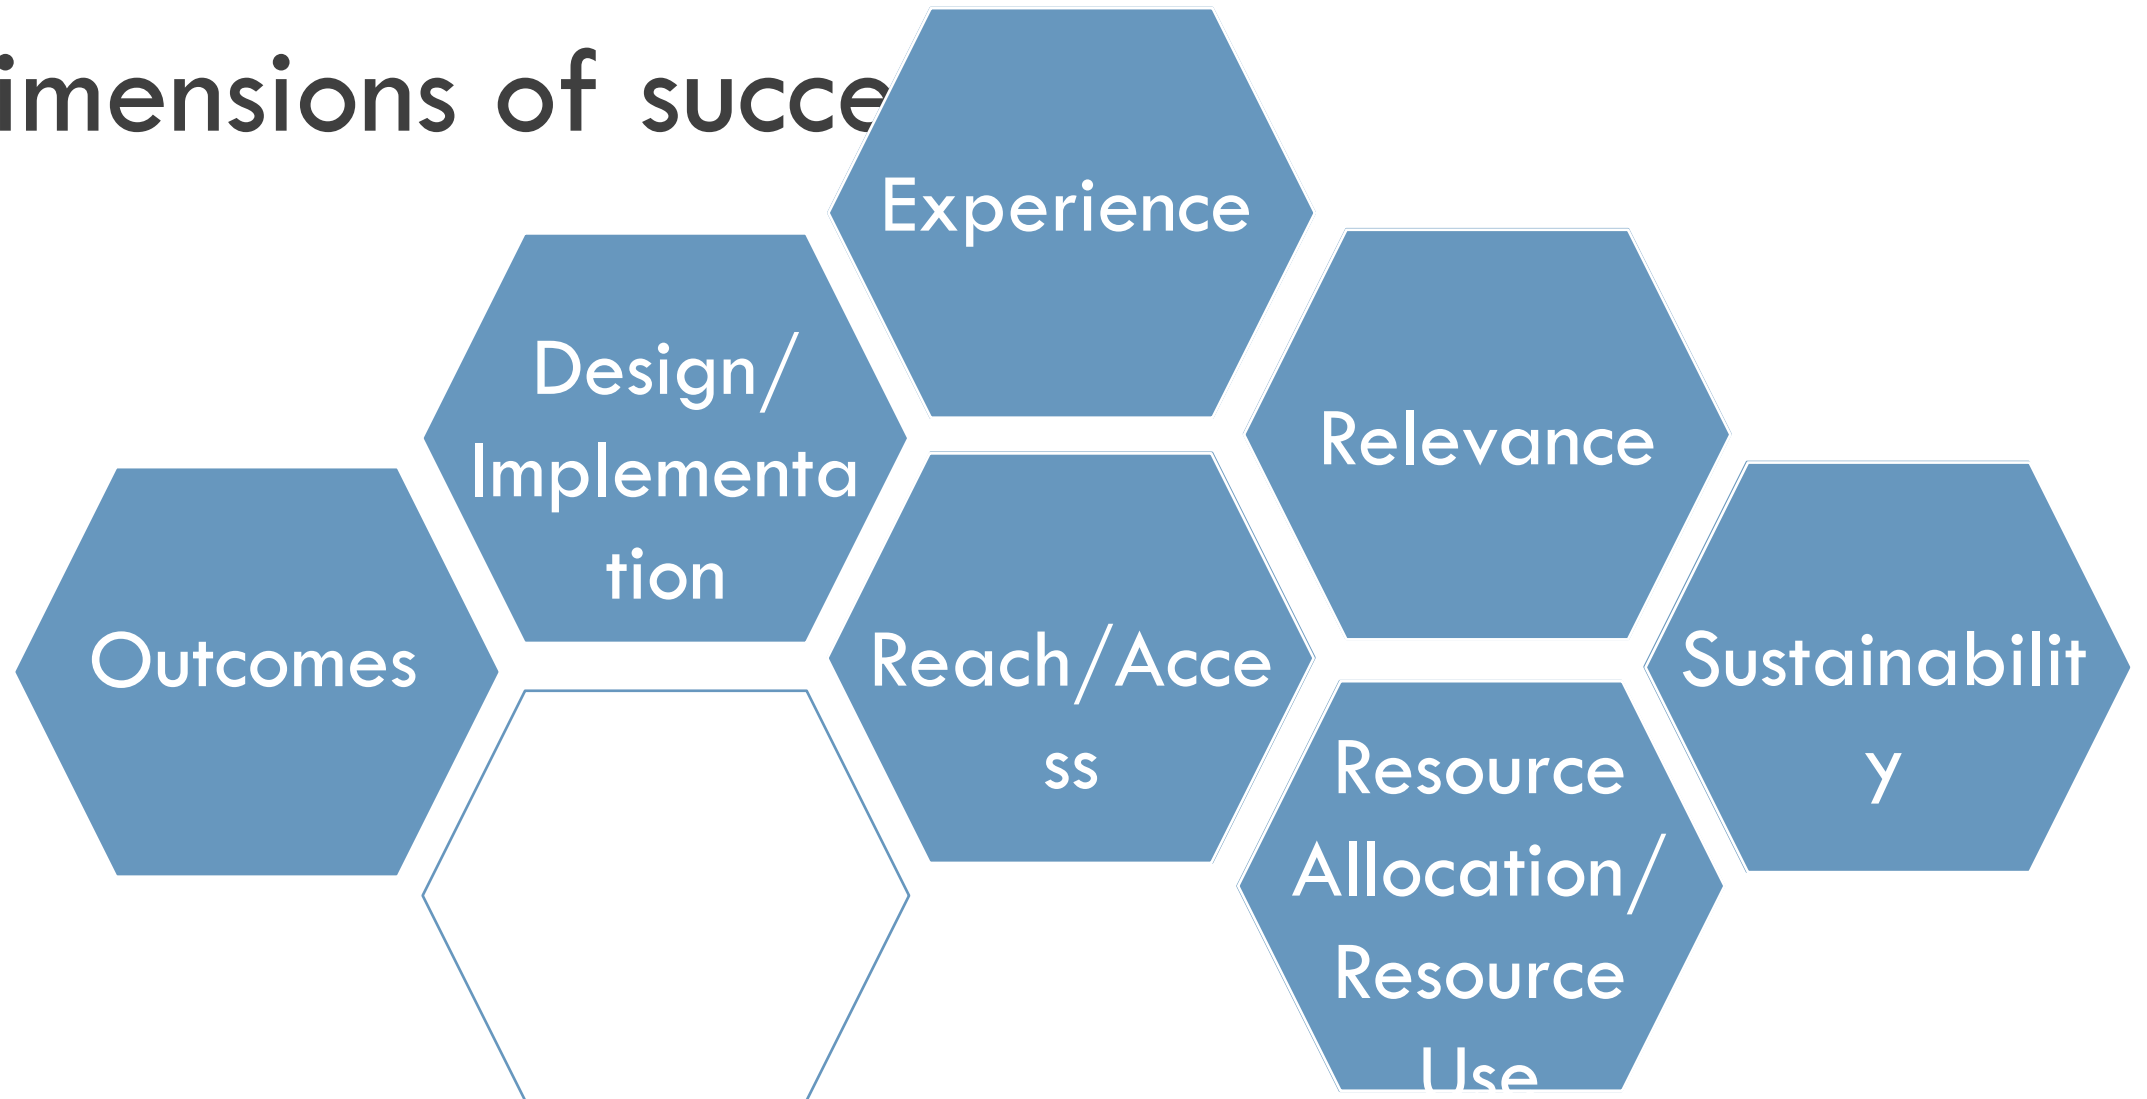 imensions of succe
Experience
Design/
Implementa
tion
Relevance
Outcomes
Reach/Acce
ss
Sustainabilit
y
Resource
Allocation/
Resource
Use